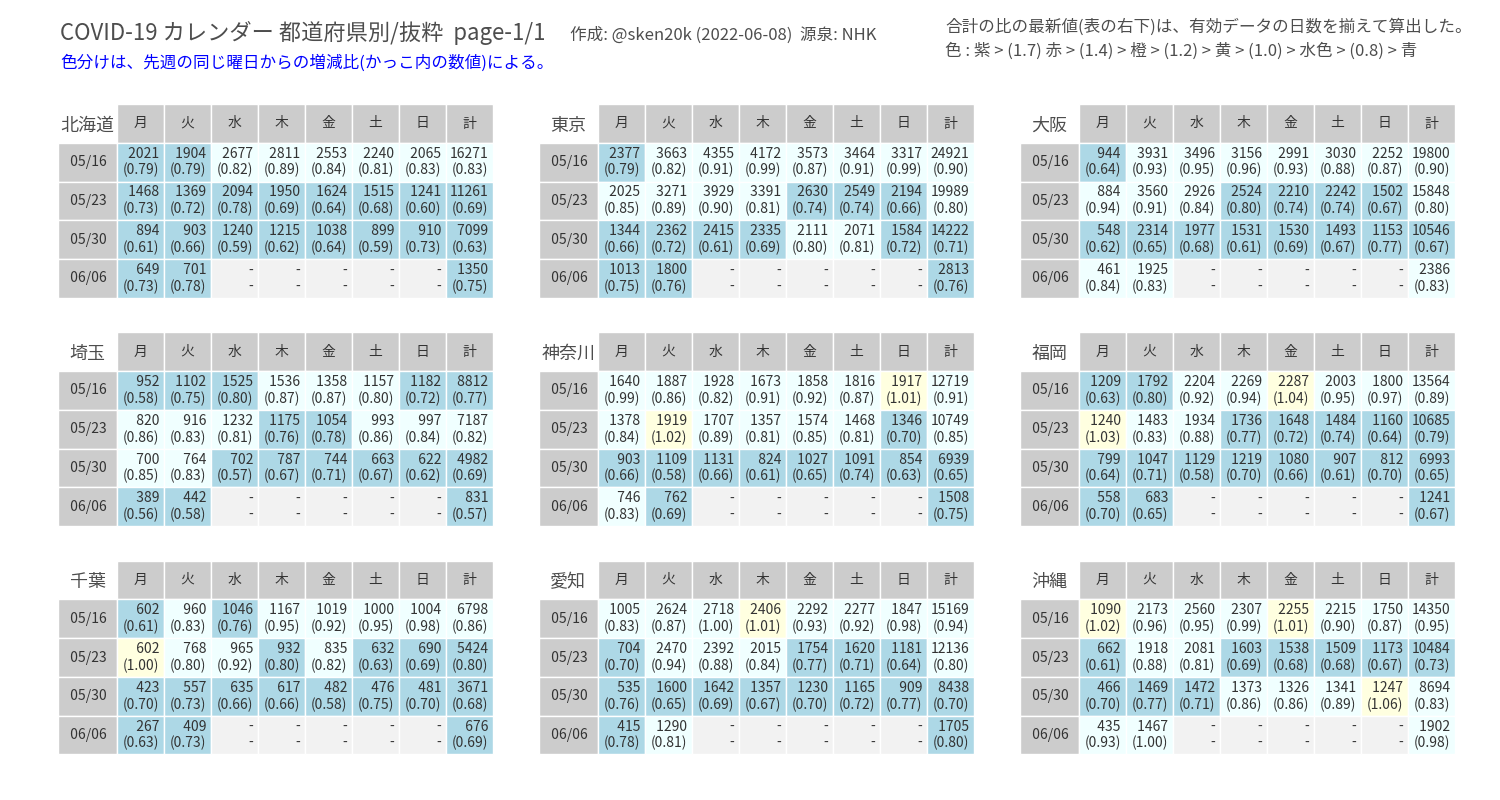 COVID-19 カレンダー 都道府県別/抜粋 page-1/1 作成: @sken20k (2022-06-08) 源泉: NHK
色分けは、先週の同じ曜日からの増減比(かっこ内の数値)による。
合計の比の最新値(表の右下)は、有効データの日数を揃えて算出した。
色 : 紫 > (1.7) 赤 > (1.4) > 橙 > (1.2) > 黄 > (1.0) > 水色 > (0.8) > 青
北海道 月 火 水 木 金 土 日 計
05/16 2021 1904 2677 2811 2553 2240 2065 16271
(0.79) (0.79) (0.82) (0.89) (0.84) (0.81) (0.83) (0.83)
05/23 1468 1369 2094 1950 1624 1515 1241 11261
(0.73) (0.72) (0.78) (0.69) (0.64) (0.68) (0.60) (0.69)
05/30 894 903 1240 1215 1038 899 910 7099
(0.61) (0.66) (0.59) (0.62) (0.64) (0.59) (0.73) (0.63)
06/06 649 701 - - - - - 1350
(0.73) (0.78) - - - - - (0.75)
東京 月 火 水 木 金 土 日 計
05/16 2377 3663 4355 4172 3573 3464 3317 24921
(0.79) (0.82) (0.91) (0.99) (0.87) (0.91) (0.99) (0.90)
05/23 2025 3271 3929 3391 2630 2549 2194 19989
(0.85) (0.89) (0.90) (0.81) (0.74) (0.74) (0.66) (0.80)
05/30 1344 2362 2415 2335 2111 2071 1584 14222
(0.66) (0.72) (0.61) (0.69) (0.80) (0.81) (0.72) (0.71)
06/06 1013 1800 - - - - - 2813
(0.75) (0.76) - - - - - (0.76)
大阪 月 火 水 木 金 土 日 計
05/16 944 3931 3496 3156 2991 3030 2252 19800
(0.64) (0.93) (0.95) (0.96) (0.93) (0.88) (0.87) (0.90)
05/23 884 3560 2926 2524 2210 2242 1502 15848
(0.94) (0.91) (0.84) (0.80) (0.74) (0.74) (0.67) (0.80)
05/30 548 2314 1977 1531 1530 1493 1153 10546
(0.62) (0.65) (0.68) (0.61) (0.69) (0.67) (0.77) (0.67)
06/06 461 1925 - - - - - 2386
(0.84) (0.83) - - - - - (0.83)
埼玉 月 火 水 木 金 土 日 計
05/16 952 1102 1525 1536 1358 1157 1182 8812
(0.58) (0.75) (0.80) (0.87) (0.87) (0.80) (0.72) (0.77)
05/23 820 916 1232 1175 1054 993 997 7187
(0.86) (0.83) (0.81) (0.76) (0.78) (0.86) (0.84) (0.82)
05/30 700 764 702 787 744 663 622 4982
(0.85) (0.83) (0.57) (0.67) (0.71) (0.67) (0.62) (0.69)
06/06 389 442 - - - - - 831
(0.56) (0.58) - - - - - (0.57)
神奈川 月 火 水 木 金 土 日 計
05/16 1640 1887 1928 1673 1858 1816 1917 12719
(0.99) (0.86) (0.82) (0.91) (0.92) (0.87) (1.01) (0.91)
05/23 1378 1919 1707 1357 1574 1468 1346 10749
(0.84) (1.02) (0.89) (0.81) (0.85) (0.81) (0.70) (0.85)
05/30 903 1109 1131 824 1027 1091 854 6939
(0.66) (0.58) (0.66) (0.61) (0.65) (0.74) (0.63) (0.65)
06/06 746 762 - - - - - 1508
(0.83) (0.69) - - - - - (0.75)
福岡 月 火 水 木 金 土 日 計
05/16 1209 1792 2204 2269 2287 2003 1800 13564
(0.63) (0.80) (0.92) (0.94) (1.04) (0.95) (0.97) (0.89)
05/23 1240 1483 1934 1736 1648 1484 1160 10685
(1.03) (0.83) (0.88) (0.77) (0.72) (0.74) (0.64) (0.79)
05/30 799 1047 1129 1219 1080 907 812 6993
(0.64) (0.71) (0.58) (0.70) (0.66) (0.61) (0.70) (0.65)
06/06 558 683 - - - - - 1241
(0.70) (0.65) - - - - - (0.67)
千葉 月 火 水 木 金 土 日 計
05/16 602 960 1046 1167 1019 1000 1004 6798
(0.61) (0.83) (0.76) (0.95) (0.92) (0.95) (0.98) (0.86)
05/23 602 768 965 932 835 632 690 5424
(1.00) (0.80) (0.92) (0.80) (0.82) (0.63) (0.69) (0.80)
05/30 423 557 635 617 482 476 481 3671
(0.70) (0.73) (0.66) (0.66) (0.58) (0.75) (0.70) (0.68)
06/06 267 409 - - - - - 676
(0.63) (0.73) - - - - - (0.69)
愛知 月 火 水 木 金 土 日 計
05/16 1005 2624 2718 2406 2292 2277 1847 15169
(0.83) (0.87) (1.00) (1.01) (0.93) (0.92) (0.98) (0.94)
05/23 704 2470 2392 2015 1754 1620 1181 12136
(0.70) (0.94) (0.88) (0.84) (0.77) (0.71) (0.64) (0.80)
05/30 535 1600 1642 1357 1230 1165 909 8438
(0.76) (0.65) (0.69) (0.67) (0.70) (0.72) (0.77) (0.70)
06/06 415 1290 - - - - - 1705
(0.78) (0.81) - - - - - (0.80)
沖縄 月 火 水 木 金 土 日 計
05/16 1090 2173 2560 2307 2255 2215 1750 14350
(1.02) (0.96) (0.95) (0.99) (1.01) (0.90) (0.87) (0.95)
05/23 662 1918 2081 1603 1538 1509 1173 10484
(0.61) (0.88) (0.81) (0.69) (0.68) (0.68) (0.67) (0.73)
05/30 466 1469 1472 1373 1326 1341 1247 8694
(0.70) (0.77) (0.71) (0.86) (0.86) (0.89) (1.06) (0.83)
06/06 435 1467 - - - - - 1902
(0.93) (1.00) - - - - - (0.98)